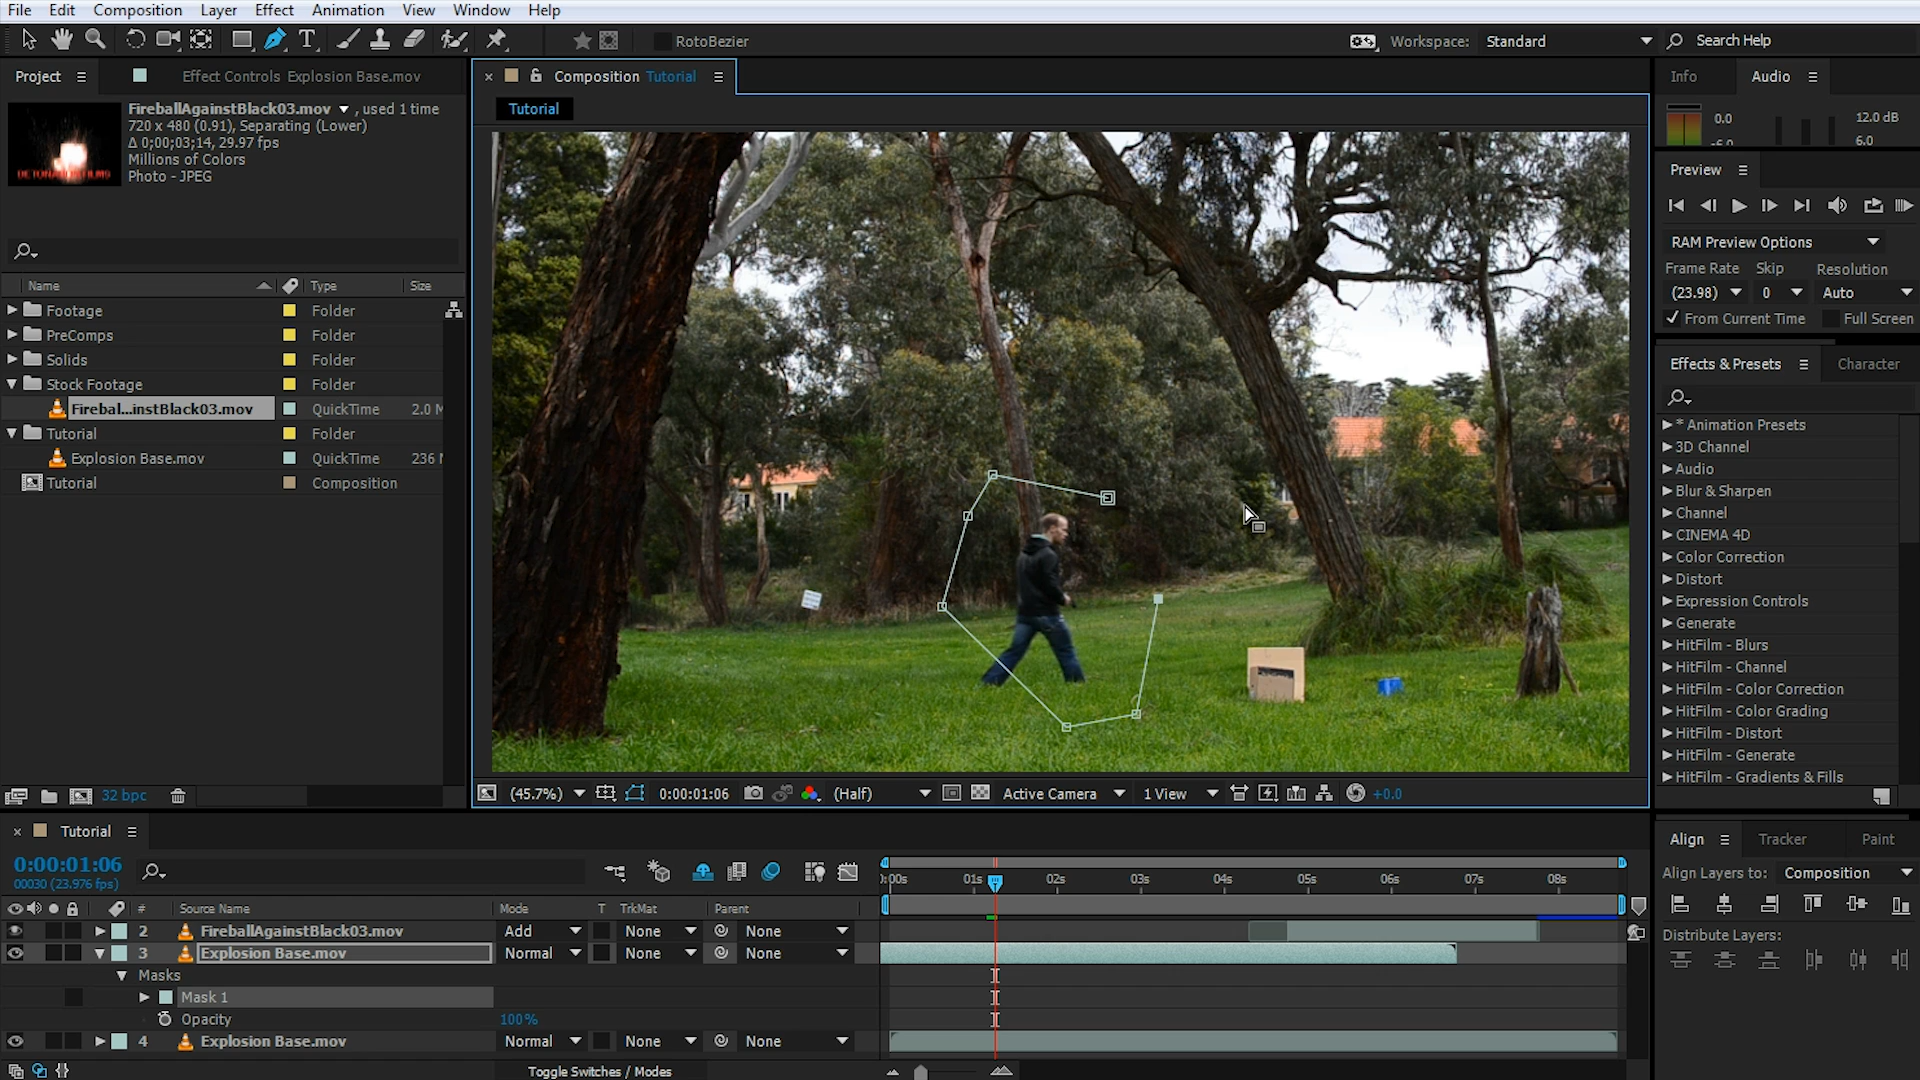 File Edit Composition Layer Effect Animation View Window Help
RotoBezier
Workspace: Standard
Search Help
Project
Effect Controls Explosion Base.mov
Composition Tutorial
Info Audio
Tutorial
FireballAgainstBlack03.mov , used 1 time
720 x 480 (0.91), Separating (Lower)
Δ 0;00;03;14, 29.97 fps
Millions of Colors
Photo - JPEG
0.0 12.0 dB
-6.0 6.0
Preview
RAM Preview Options
Frame Rate Skip Resolution
(23.98) 0 Auto
From Current Time Full Screen
Name Type Size
Footage Folder
PreComps Folder
Solids Folder
Stock Footage Folder
Firebal...instBlack03.mov QuickTime 2.0 M
Tutorial Folder
Explosion Base.mov QuickTime 236 M
Tutorial Composition
Effects & Presets Character
* Animation Presets
3D Channel
Audio
Blur & Sharpen
Channel
CINEMA 4D
Color Correction
Distort
Expression Controls
Generate
HitFilm - Blurs
HitFilm - Channel
HitFilm - Color Correction
HitFilm - Color Grading
HitFilm - Distort
HitFilm - Generate
HitFilm - Gradients & Fills
32 bpc
(45.7%) 0:00:01:06 (Half) Active Camera 1 View +0.0
Tutorial
0:00:01:06
00030 (23.976 fps)
0:00s 01s 02s 03s 04s 05s 06s 07s 08s
# Source Name Mode T TrkMat Parent
2 FireballAgainstBlack03.mov Add None None
3 Explosion Base.mov Normal None None
Masks
Mask 1
Opacity 100%
4 Explosion Base.mov Normal None None
Toggle Switches / Modes
Align Tracker Paint
Align Layers to: Composition
Distribute Layers: